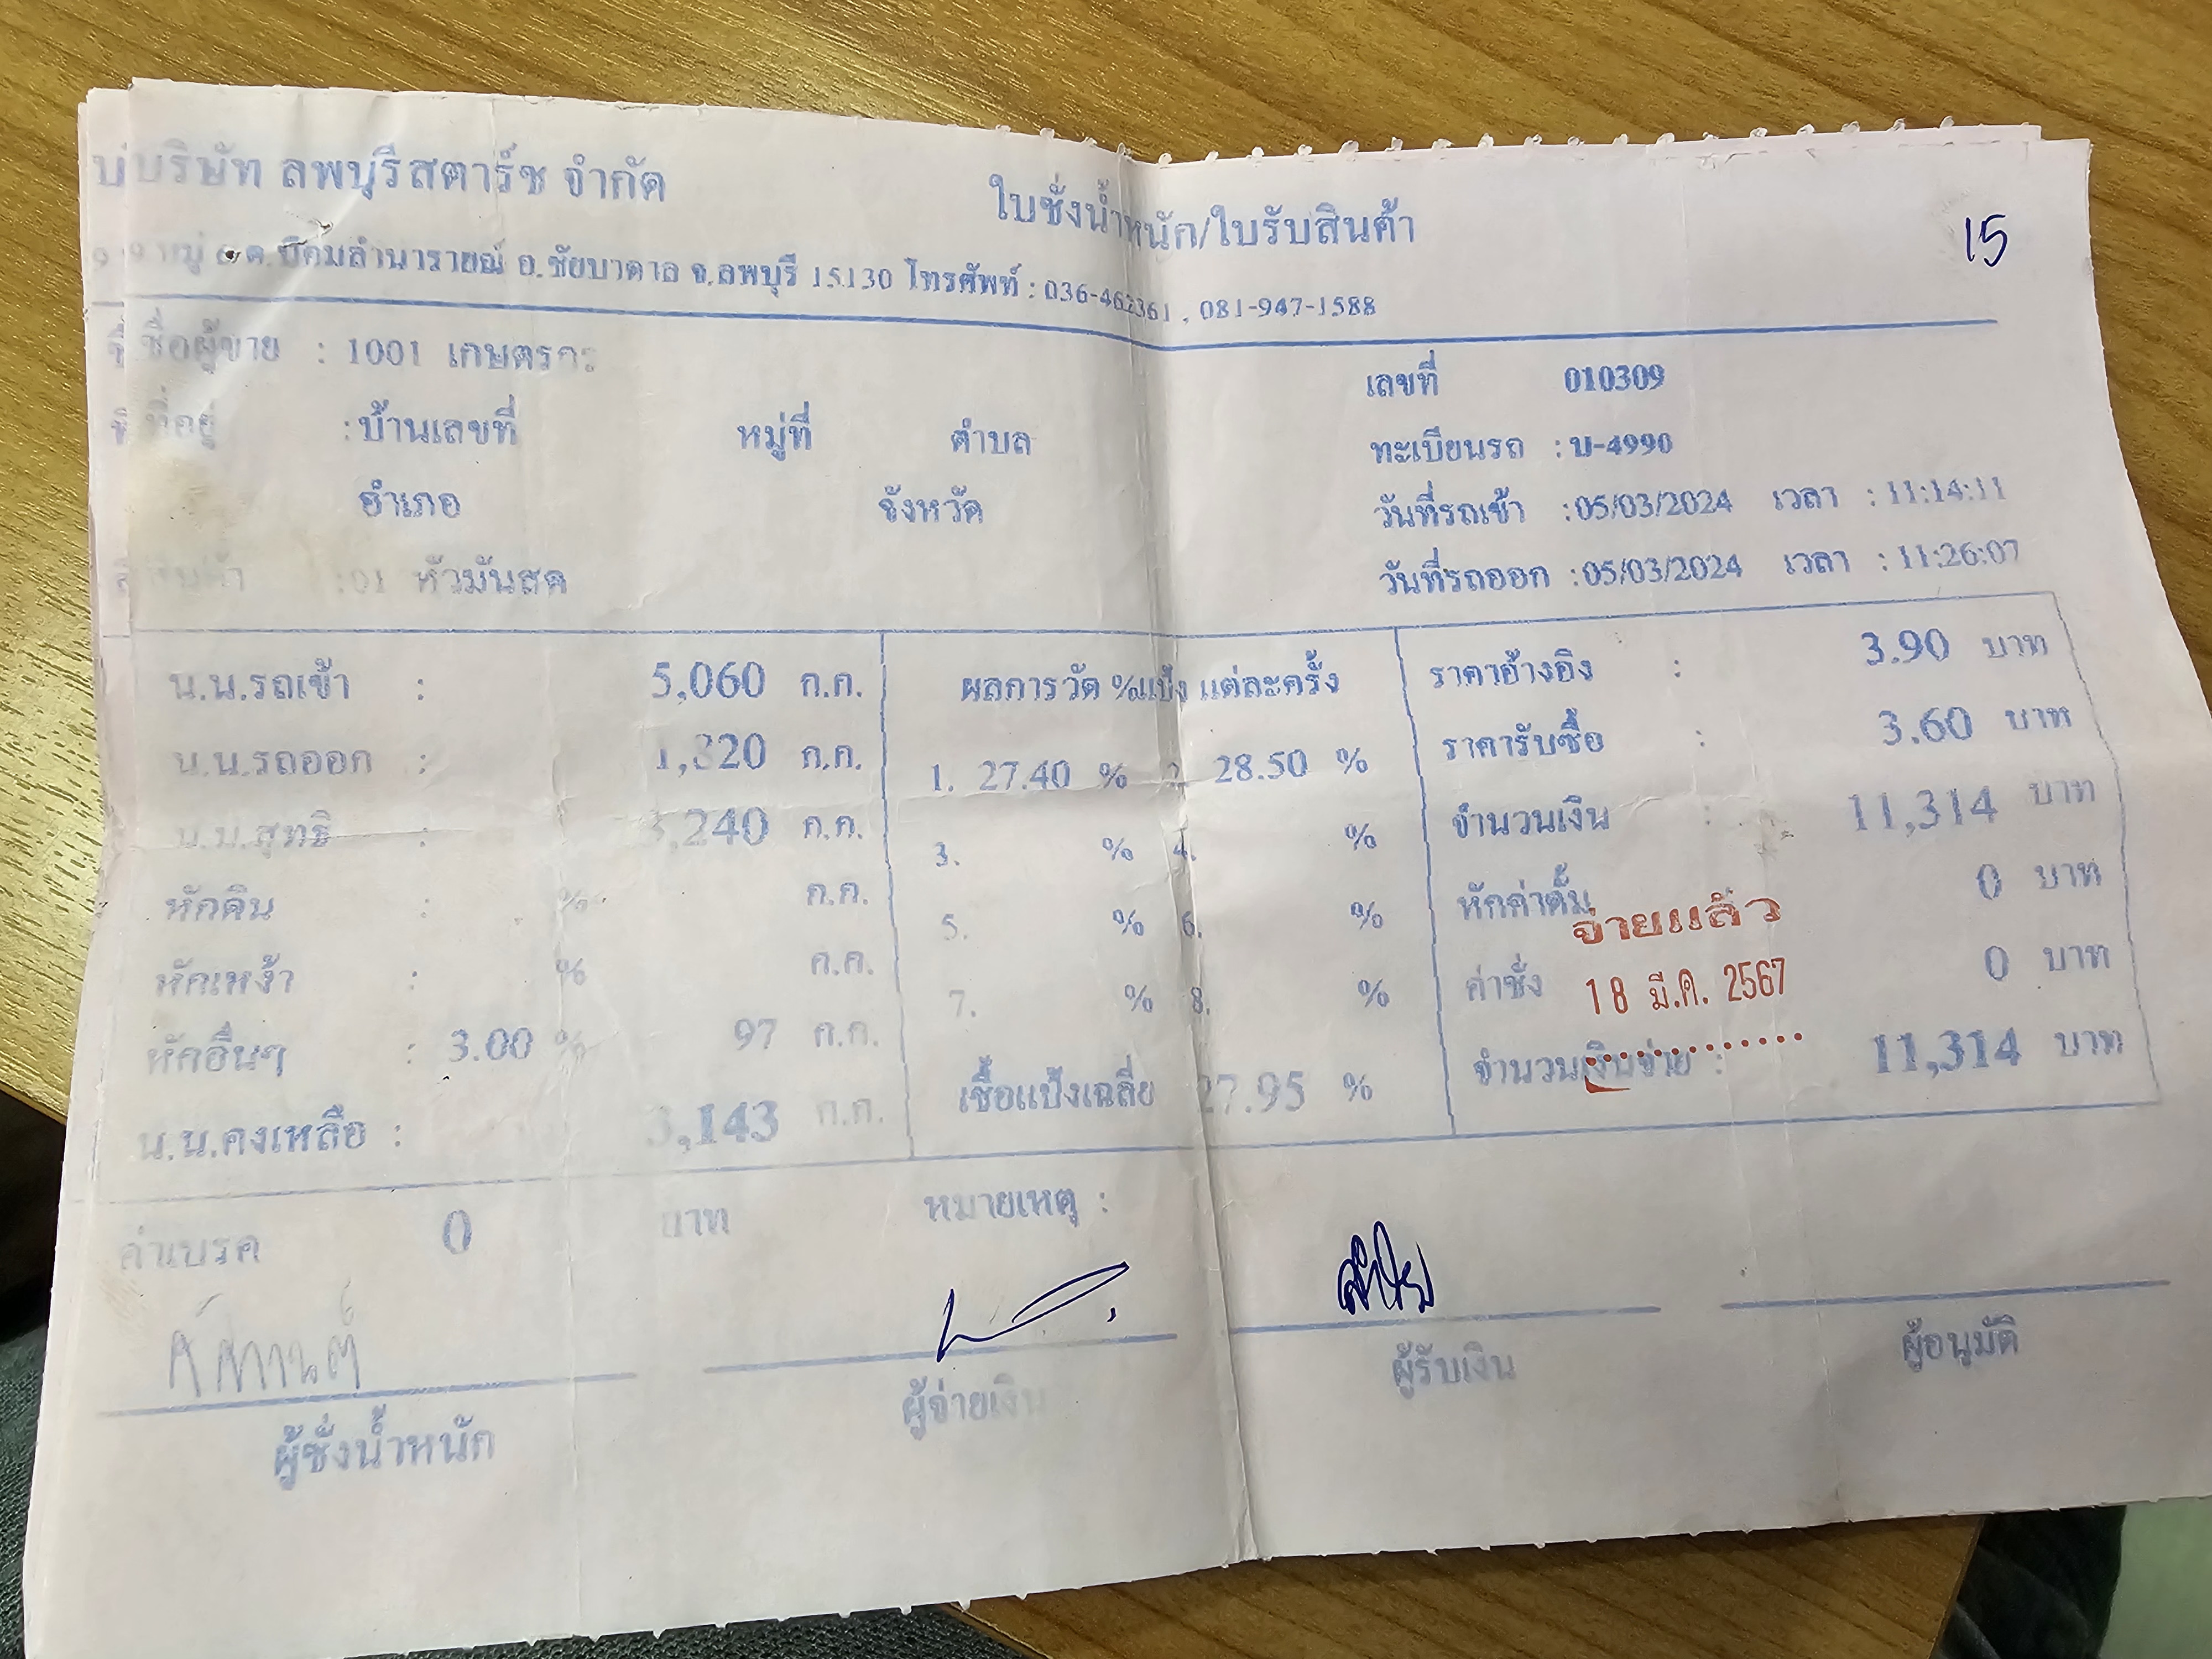 บริษัท ลพบุรีสตาร์ช จำกัด
ใบชั่งน้ำหนัก/ใบรับสินค้า
15
หมู่ ต.นิคมลำนารายณ์ อ.ชัยบาดาล จ.ลพบุรี 15130 โทรศัพท์ : 036-462361 , 081-947-1588
ชื่อผู้ขาย : 1001 เกษตรกร
เลขที่ 010309
ที่อยู่ : บ้านเลขที่ หมู่ที่ ตำบล
ทะเบียนรถ : บ-4990
อำเภอ จังหวัด
วันที่รถเข้า : 05/03/2024 เวลา : 11:14:11
สินค้า : 01 หัวมันสด
วันที่รถออก : 05/03/2024 เวลา : 11:26:07
น.น.รถเข้า : 5,060 ก.ก.
น.น.รถออก : 1,820 ก.ก.
น.น.สุทธิ : 3,240 ก.ก.
หักดิน : % ก.ก.
หักเหง้า : % ก.ก.
หักอื่นๆ : 3.00 % 97 ก.ก.
น.น.คงเหลือ : 3,143 ก.ก.
ผลการวัด %แป้ง แต่ละครั้ง
1. 27.40 % 2. 28.50 %
3. % 4. %
5. % 6. %
7. % 8. %
เชื้อแป้งเฉลี่ย 27.95 %
ราคาอ้างอิง : 3.90 บาท
ราคารับซื้อ : 3.60 บาท
จำนวนเงิน : 11,314 บาท
หักค่าดั้ม 0 บาท
จ่ายแล้ว
ค่าชั่ง 0 บาท
18 มี.ค. 2567
จำนวนเงินจ่าย : 11,314 บาท
ค่าเบรค 0 บาท
หมายเหตุ :
ผู้ชั่งน้ำหนัก
ผู้จ่ายเงิน
ผู้รับเงิน
ผู้อนุมัติ